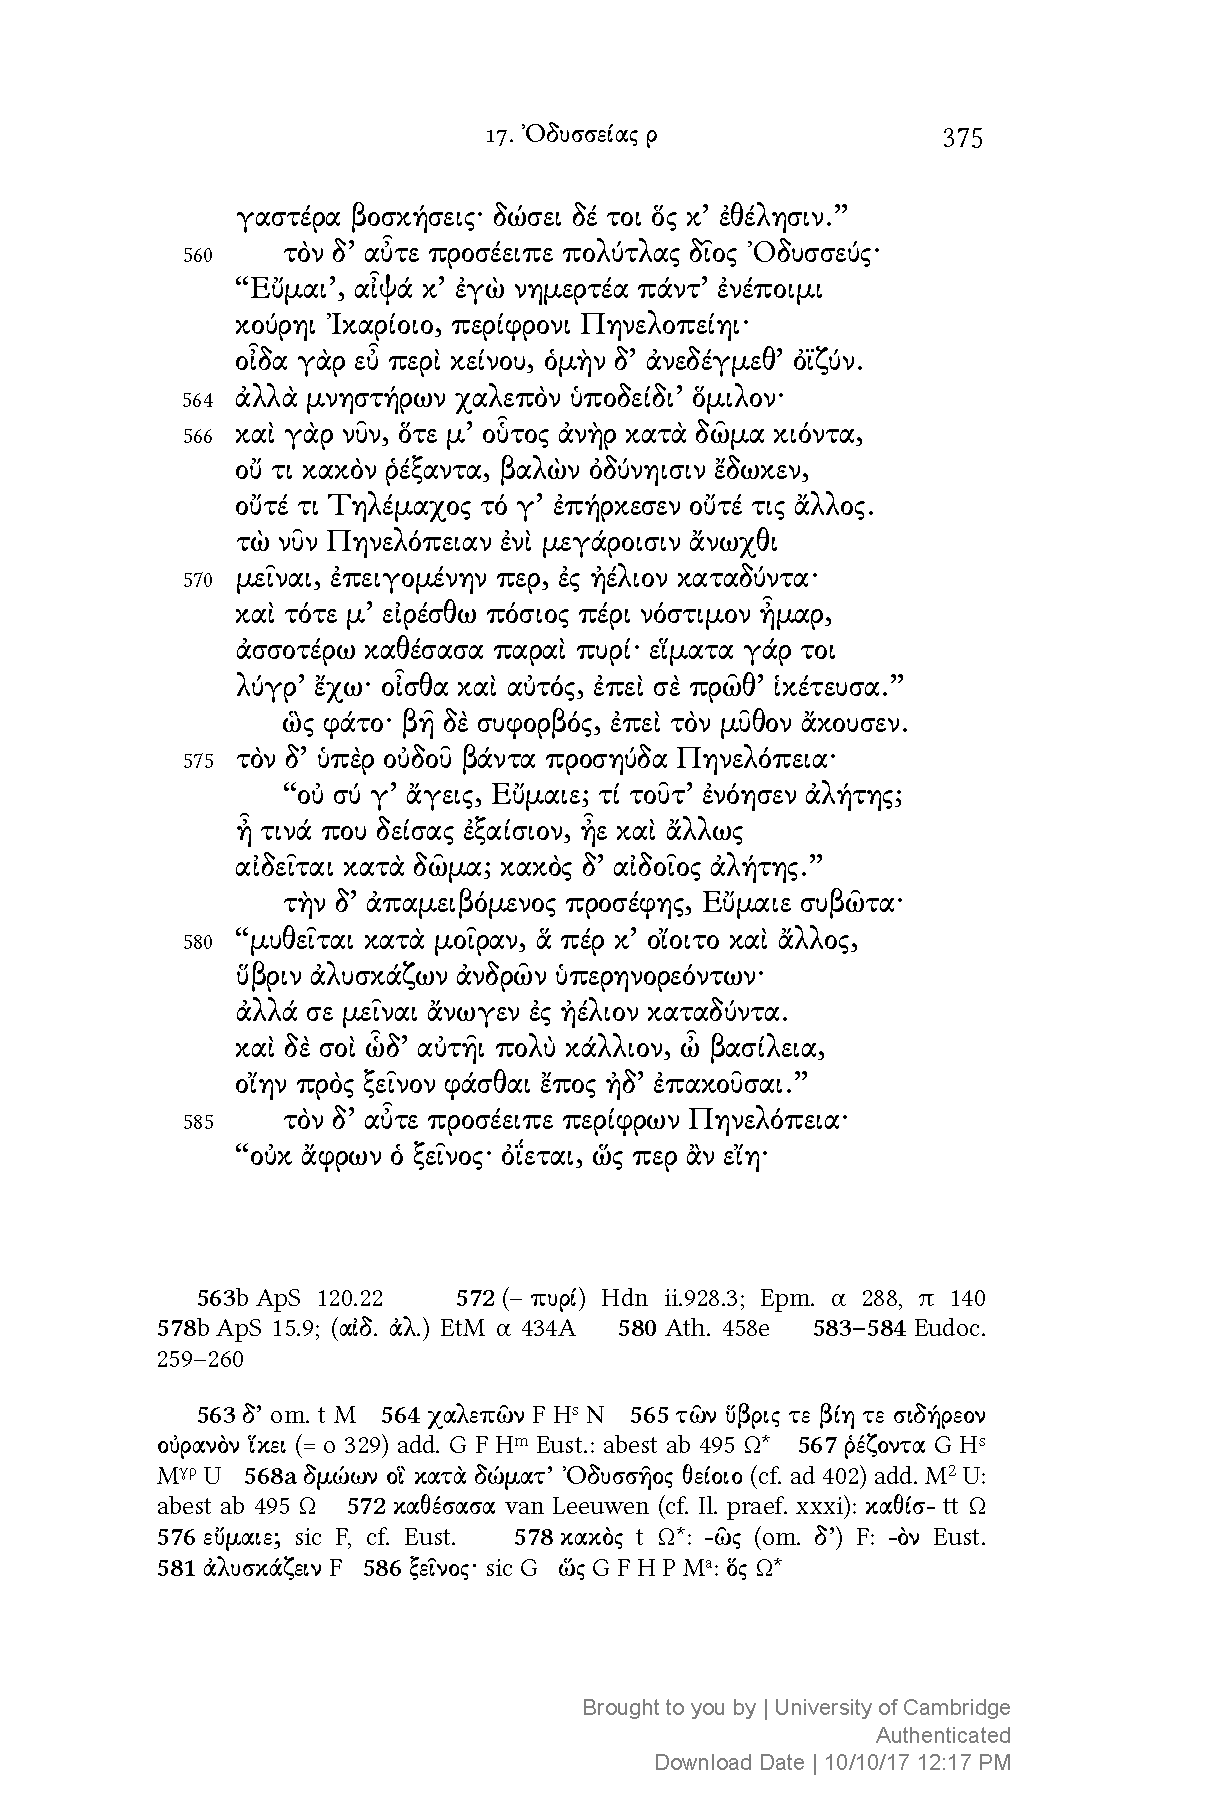 17. Ὀδυσσείας ρ 375
γαστέρα βοσκήσεις· δώσει δέ τοι ὅς κ’ ἐθέλησιν.”
560 τὸν δ’ αὖτε προσέειπε πολύτλας δῖος Ὀδυσσεύς·
“Εὔμαι’, αἶψά κ’ ἐγὼ νημερτέα πάντ’ ἐνέποιμι
κούρηι Ἰκαρίοιο, περίφρονι Πηνελοπείηι·
οἶδα γὰρ εὖ περὶ κείνου, ὁμὴν δ’ ἀνεδέγμεθ’ ὀϊζύν.
564 ἀλλὰ μνηστήρων χαλεπὸν ὑποδείδι’ ὅμιλον·
566 καὶ γὰρ νῦν, ὅτε μ’ οὗτος ἀνὴρ κατὰ δῶμα κιόντα,
οὔ τι κακὸν ῥέξαντα, βαλὼν ὀδύνηισιν ἔδωκεν,
οὔτέ τι Τηλέμαχος τό γ’ ἐπήρκεσεν οὔτέ τις ἄλλος.
τὼ νῦν Πηνελόπειαν ἐνὶ μεγάροισιν ἄνωχθι
570 μεῖναι, ἐπειγομένην περ, ἐς ἠέλιον καταδύντα·
καὶ τότε μ’ εἰρέσθω πόσιος πέρι νόστιμον ἦμαρ,
ἀσσοτέρω καθέσασα παραὶ πυρί· εἵματα γάρ τοι
λύγρ’ ἔχω· οἶσθα καὶ αὐτός, ἐπεὶ σὲ πρῶθ’ ἱκέτευσα.”
ὣς φάτο· βῆ δὲ συφορβός, ἐπεὶ τὸν μῦθον ἄκουσεν.
575 τὸν δ’ ὑπὲρ οὐδοῦ βάντα προσηύδα Πηνελόπεια·
“οὐ σύ γ’ ἄγεις, Εὔμαιε; τί τοῦτ’ ἐνόησεν ἀλήτης;
ἦ τινά που δείσας ἐξαίσιον, ἦε καὶ ἄλλως
αἰδεῖται κατὰ δῶμα; κακὸς δ’ αἰδοῖος ἀλήτης.”
τὴν δ’ ἀπαμειβόμενος προσέφης, Εὔμαιε συβῶτα·
580 “μυθεῖται κατὰ μοῖραν, ἅ πέρ κ’ οἴοιτο καὶ ἄλλος,
ὕβριν ἀλυσκάζων ἀνδρῶν ὑπερηνορεόντων·
ἀλλά σε μεῖναι ἄνωγεν ἐς ἠέλιον καταδύντα.
καὶ δὲ σοὶ ὧδ’ αὐτῆι πολὺ κάλλιον, ὦ βασίλεια,
οἴην πρὸς ξεῖνον φάσθαι ἔπος ἠδ’ ἐπακοῦσαι.”
585 τὸν δ’ αὖτε προσέειπε περίφρων Πηνελόπεια·
“οὐκ ἄφρων ὁ ξεῖνος· ὀΐεται, ὥς περ ἂν εἴη·
563b ApS 120.22 572 (– πυρί) Hdn ii.928.3; Epm. α 288, π 140
578b ApS 15.9; (αἰδ. ἀλ.) EtM α 434A 580 Ath. 458e 583–584 Eudoc.
259–260
563 δ’ om. t M 564 χαλεπῶν F Hˢ N 565 τῶν ὕβρις τε βίη τε σιδήρεον
οὐρανὸν ἵκει (= ο 329) add. G F Hᵐ Eust.: abest ab 495 Ω* 567 ῥέζοντα G Hˢ
Mᵞᵖ U 568a δμώων οἳ κατὰ δώματ’ Ὀδυσσῆος θείοιο (cf. ad 402) add. M² U:
abest ab 495 Ω 572 καθέσασα van Leeuwen (cf. Il. praef. xxxi): καθίσ- tt Ω
576 εὔμαιε; sic F, cf. Eust. 578 κακὸς t Ω*: -ῶς (om. δ’) F: -ὸν Eust.
581 ἀλυσκάζειν F 586 ξεῖνος· sic G ὥς G F H P Mᵃ: ὅς Ω*
Brought to you by | University of Cambridge
Authenticated
Download Date | 10/10/17 12:17 PM